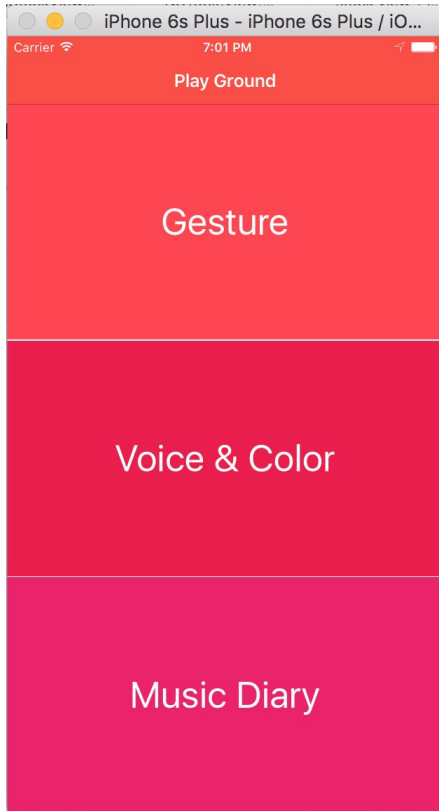 iPhone 6s Plus - iPhone 6s Plus / iO...
Carrier 7:01 PM
Play Ground
Gesture
Voice & Color
Music Diary